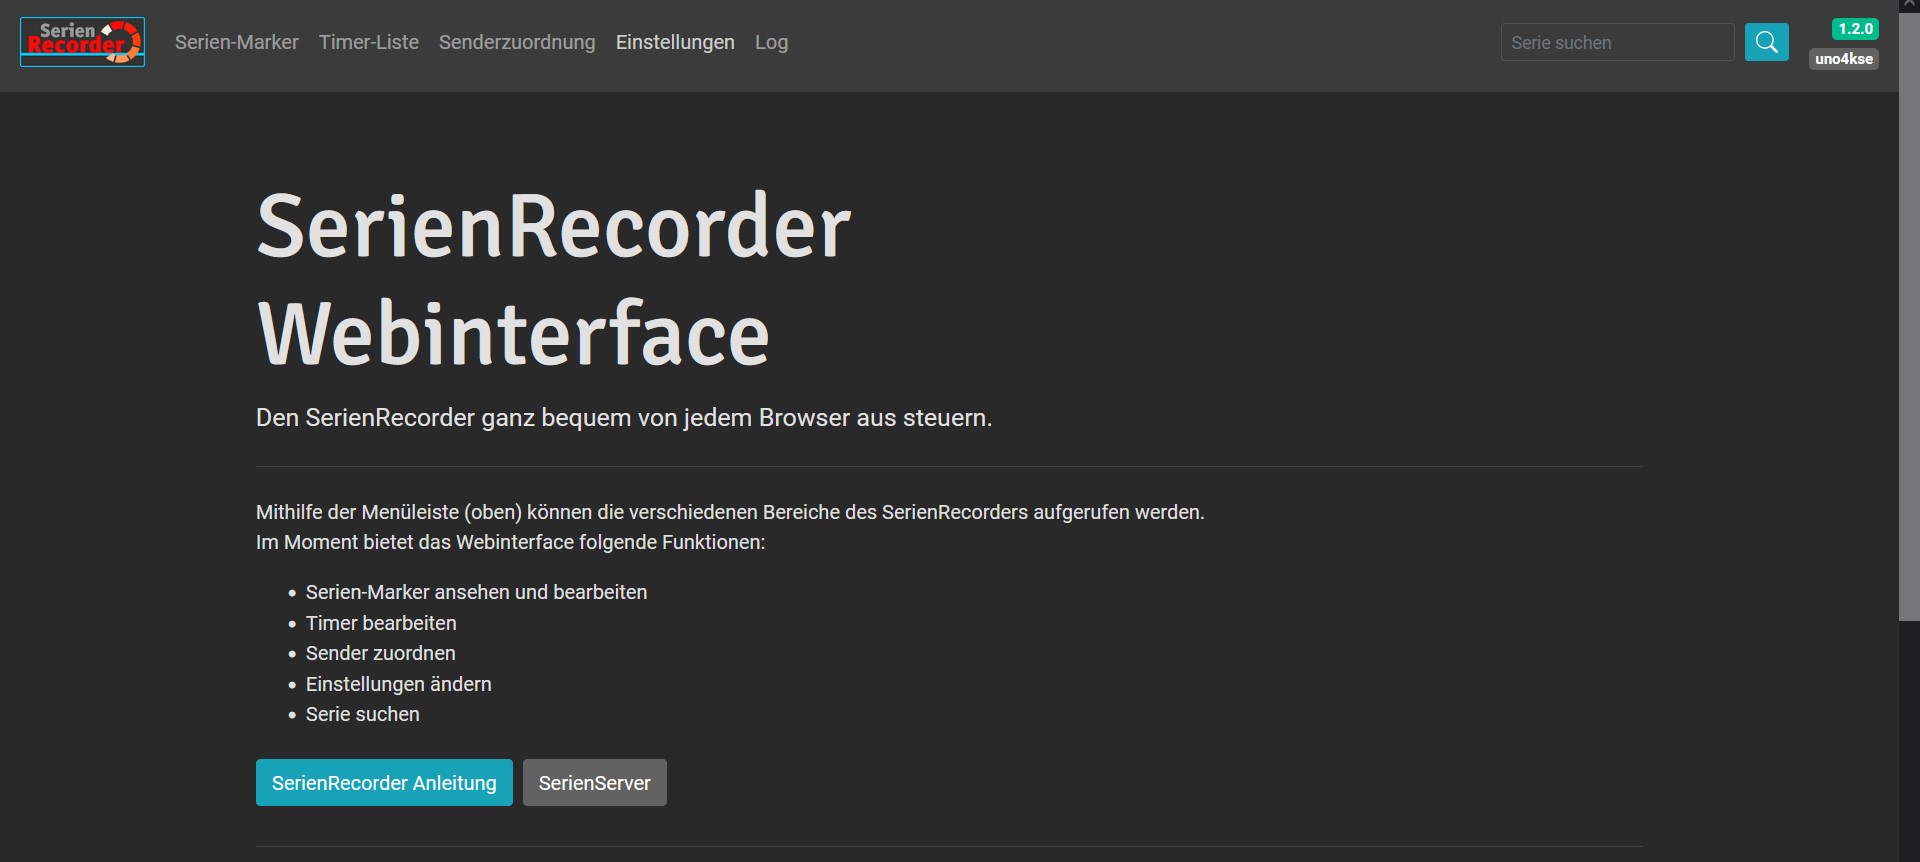 Serien
Recorder
Serien-Marker Timer-Liste Senderzuordnung Einstellungen Log
Serie suchen
1.2.0
uno4kse
SerienRecorder
Webinterface
Den SerienRecorder ganz bequem von jedem Browser aus steuern.
Mithilfe der Menüleiste (oben) können die verschiedenen Bereiche des SerienRecorders aufgerufen werden.
Im Moment bietet das Webinterface folgende Funktionen:
• Serien-Marker ansehen und bearbeiten
• Timer bearbeiten
• Sender zuordnen
• Einstellungen ändern
• Serie suchen
SerienRecorder Anleitung SerienServer